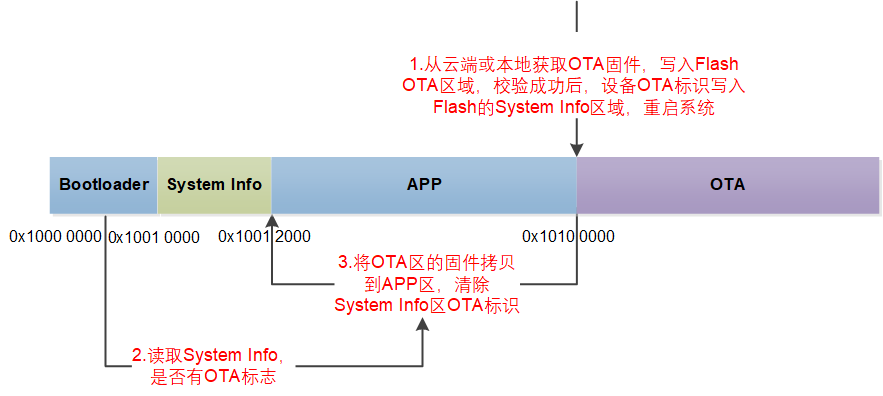 1.从云端或本地获取OTA固件，写入Flash
OTA区域，校验成功后，设备OTA标识写入
Flash的System Info区域，重启系统
Bootloader
System Info
APP
OTA
0x1000 0000
0x1001 0000
0x1001 2000
0x1010 0000
3.将OTA区的固件拷贝
到APP区，清除
System Info区OTA标识
2.读取System Info，
是否有OTA标志